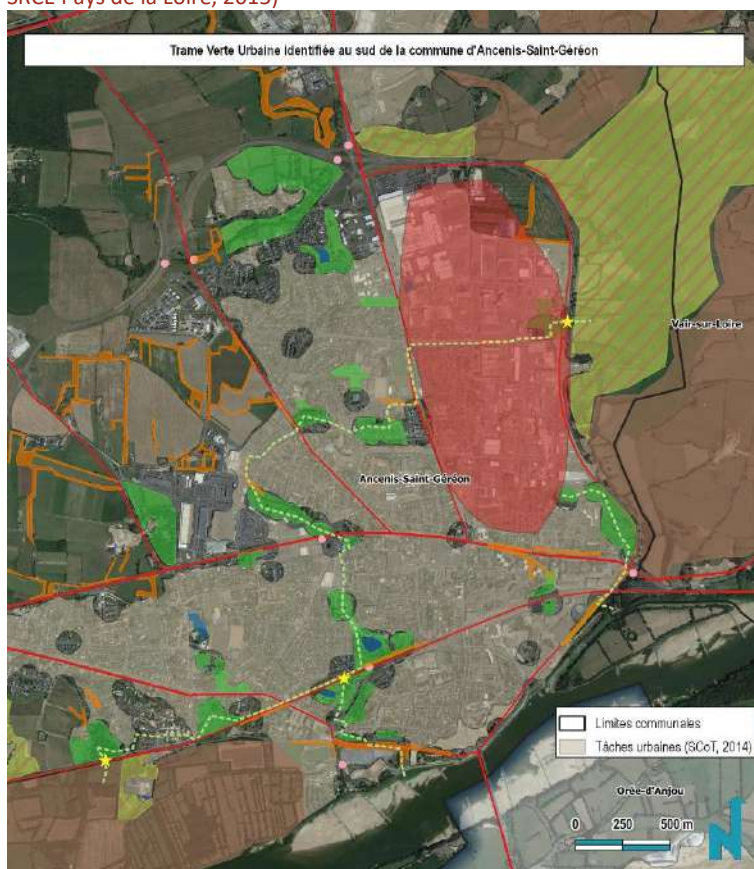 SRCE Pays de la Loire, 2015)
Trame Verte Urbaine identifiée au sud de la commune d'Ancenis-Saint-Géréon
Vair-sur-Loire
Ancenis-Saint-Géréon
Limites communales
Tâches urbaines (SCoT, 2014)
Orée-d'Anjou
0 250 500 m
N